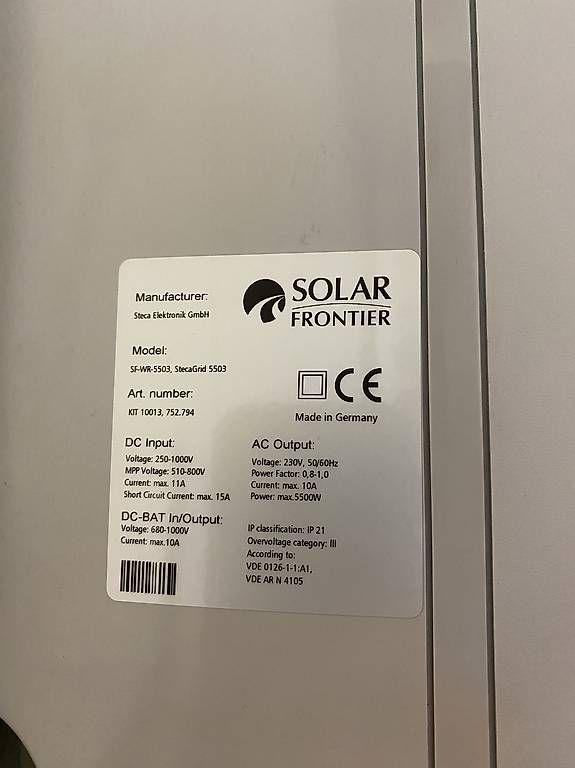 Manufacturer:
Steca Elektronik GmbH
SOLAR
FRONTIER
Model:
SF-WR-5503, StecaGrid 5503
Art. number:
KIT 10013, 752.794
CE
Made in Germany
DC Input:
Voltage: 250-1000V
MPP Voltage: 510-800V
Current: max. 11A
Short Circuit Current: max. 15A
AC Output:
Voltage: 230V, 50/60Hz
Power Factor: 0,8-1,0
Current: max. 10A
Power: max.5500W
DC-BAT In/Output:
Voltage: 680-1000V
Current: max.10A
IP classification: IP 21
Overvoltage category: III
According to:
VDE 0126-1-1:A1,
VDE AR N 4105